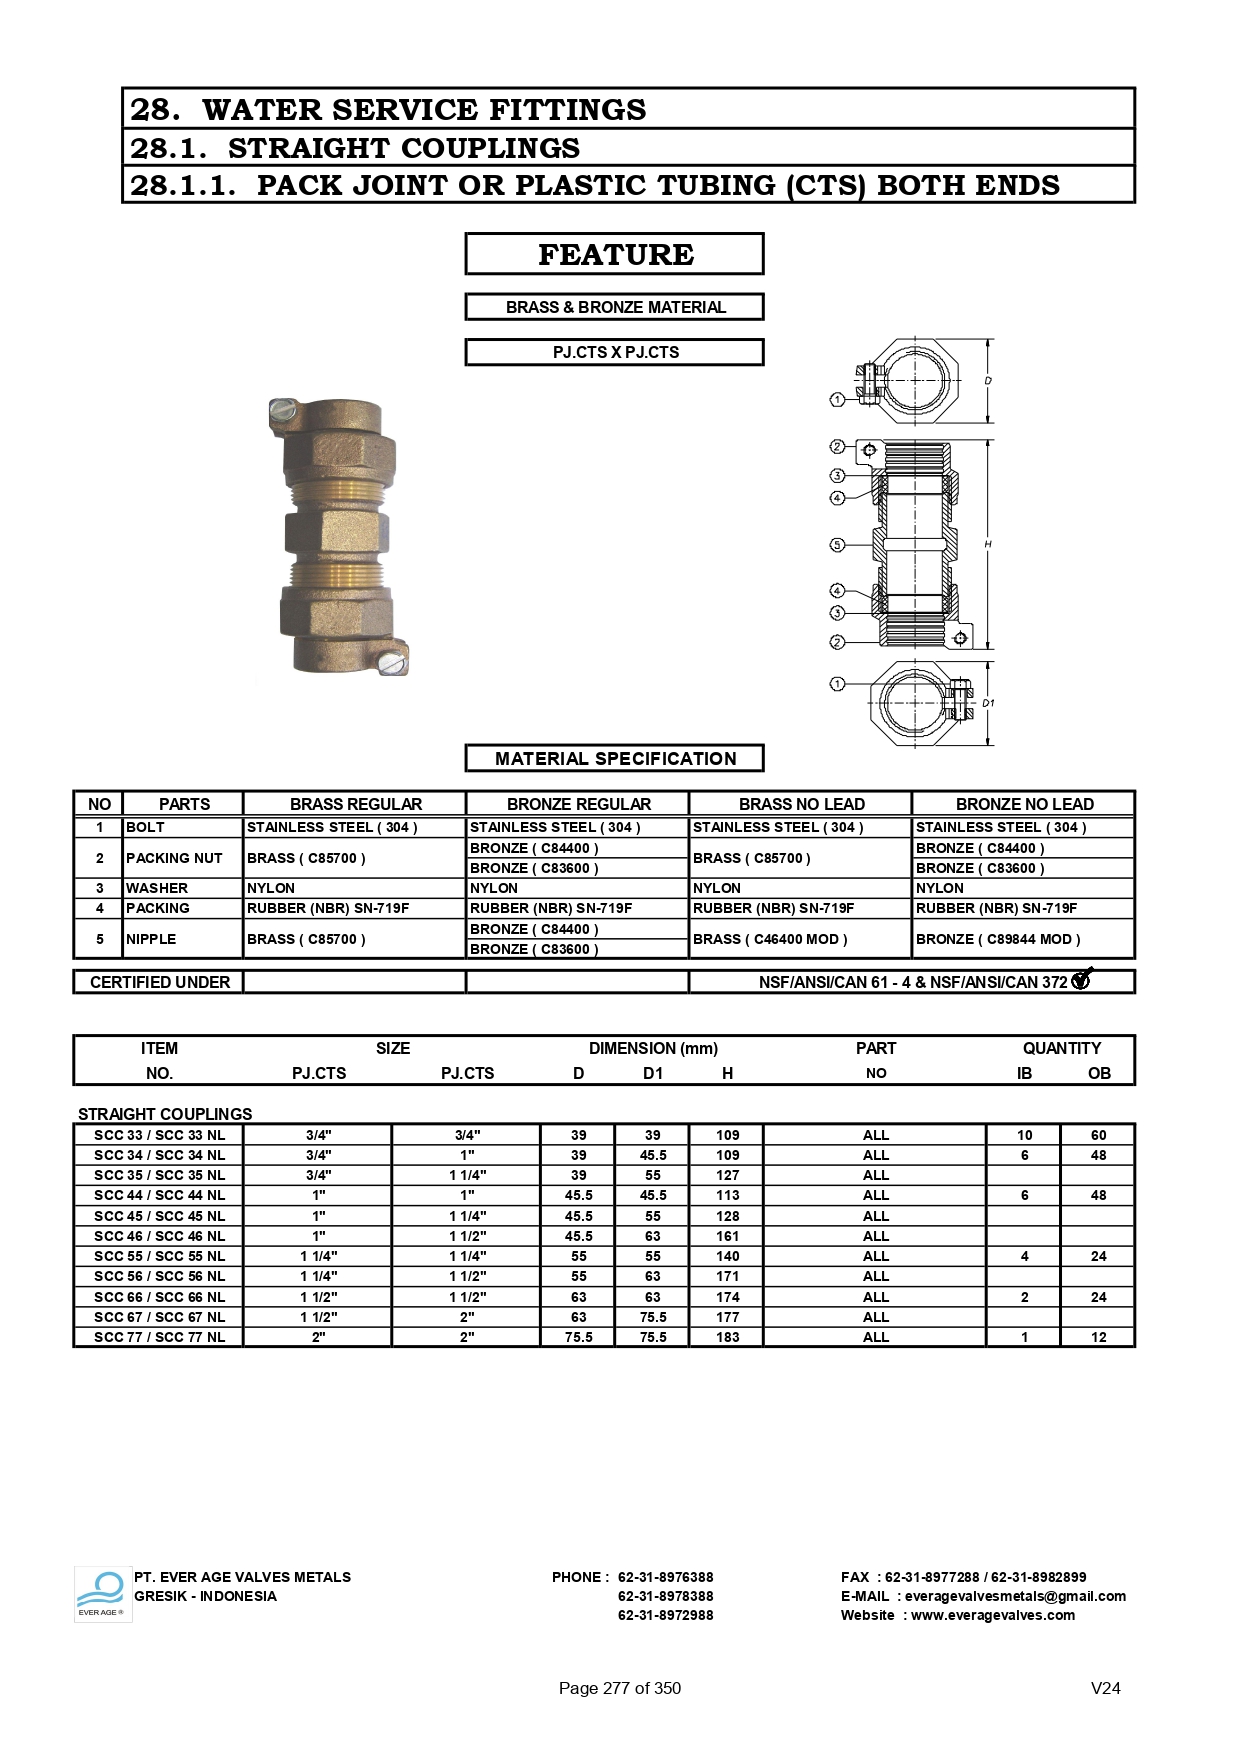 28. WATER SERVICE FITTINGS
28.1. STRAIGHT COUPLINGS
28.1.1. PACK JOINT OR PLASTIC TUBING (CTS) BOTH ENDS
FEATURE
BRASS & BRONZE MATERIAL
PJ.CTS X PJ.CTS
D
1
2
3
4
5
H
4
3
2
1
D1
MATERIAL SPECIFICATION
NO PARTS BRASS REGULAR BRONZE REGULAR BRASS NO LEAD BRONZE NO LEAD
1 BOLT STAINLESS STEEL ( 304 ) STAINLESS STEEL ( 304 ) STAINLESS STEEL ( 304 ) STAINLESS STEEL ( 304 )
2 PACKING NUT BRASS ( C85700 ) BRONZE ( C84400 ) BRASS ( C85700 ) BRONZE ( C84400 )
BRONZE ( C83600 ) BRONZE ( C83600 )
3 WASHER NYLON NYLON NYLON NYLON
4 PACKING RUBBER (NBR) SN-719F RUBBER (NBR) SN-719F RUBBER (NBR) SN-719F RUBBER (NBR) SN-719F
5 NIPPLE BRASS ( C85700 ) BRONZE ( C84400 ) BRASS ( C46400 MOD ) BRONZE ( C89844 MOD )
BRONZE ( C83600 )
CERTIFIED UNDER NSF/ANSI/CAN 61 - 4 & NSF/ANSI/CAN 372
ITEM SIZE DIMENSION (mm) PART QUANTITY
NO. PJ.CTS PJ.CTS D D1 H NO IB OB
STRAIGHT COUPLINGS
SCC 33 / SCC 33 NL 3/4" 3/4" 39 39 109 ALL 10 60
SCC 34 / SCC 34 NL 3/4" 1" 39 45.5 109 ALL 6 48
SCC 35 / SCC 35 NL 3/4" 1 1/4" 39 55 127 ALL
SCC 44 / SCC 44 NL 1" 1" 45.5 45.5 113 ALL 6 48
SCC 45 / SCC 45 NL 1" 1 1/4" 45.5 55 128 ALL
SCC 46 / SCC 46 NL 1" 1 1/2" 45.5 63 161 ALL
SCC 55 / SCC 55 NL 1 1/4" 1 1/4" 55 55 140 ALL 4 24
SCC 56 / SCC 56 NL 1 1/4" 1 1/2" 55 63 171 ALL
SCC 66 / SCC 66 NL 1 1/2" 1 1/2" 63 63 174 ALL 2 24
SCC 67 / SCC 67 NL 1 1/2" 2" 63 75.5 177 ALL
SCC 77 / SCC 77 NL 2" 2" 75.5 75.5 183 ALL 1 12
EVER AGE ®
PT. EVER AGE VALVES METALS PHONE : 62-31-8976388 FAX : 62-31-8977288 / 62-31-8982899
GRESIK - INDONESIA 62-31-8978388 E-MAIL : everagevalvesmetals@gmail.com
62-31-8972988 Website : www.everagevalves.com
Page 277 of 350 V24